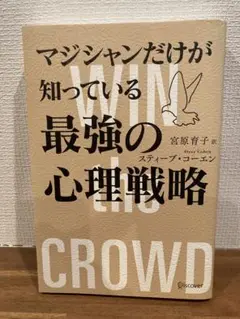 マジシャンだけが
知っている
WIN
最強の
宮原育子 訳
Steve Cohen
スティーブ・コーエン
心理戦略
the
CROWD
Discover